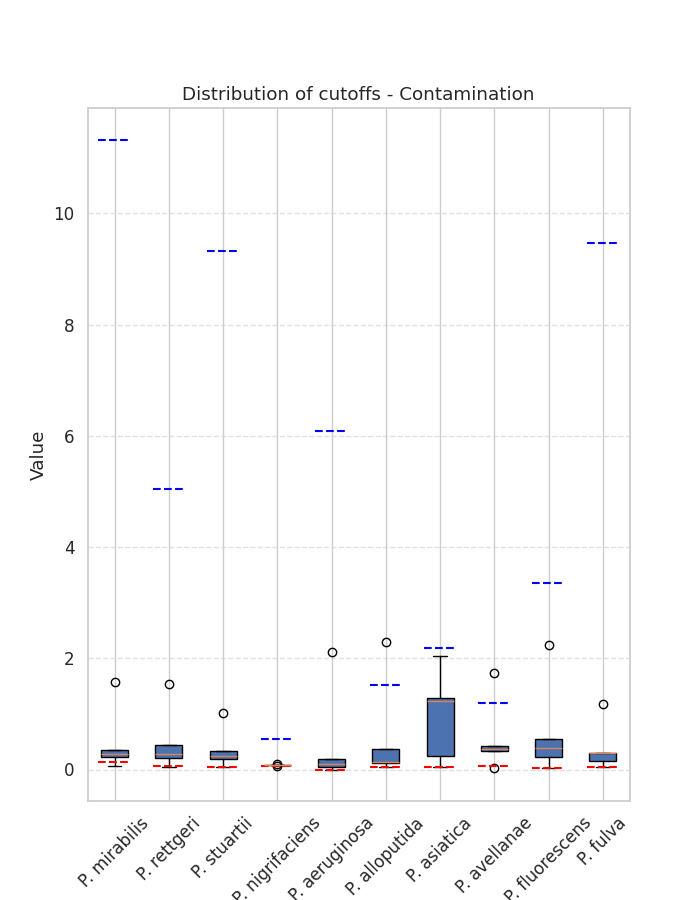 Distribution of cutoffs - Contamination
10
8
6
4
2
0
Value
P. mirabilis
P. rettgeri
P. stuartii
P. nigrifaciens
P. aeruginosa
P. alloputida
P. asiatica
P. avellanae
P. fluorescens
P. fulva